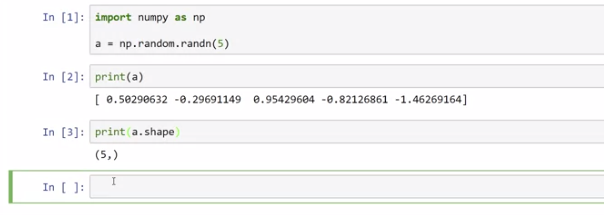 In [1]: import numpy as np
a = np.random.randn(5)
In [2]: print(a)
[ 0.50290632 -0.29691149  0.95429604 -0.82126861 -1.46269164]
In [3]: print(a.shape)
(5,)
In [ ]: